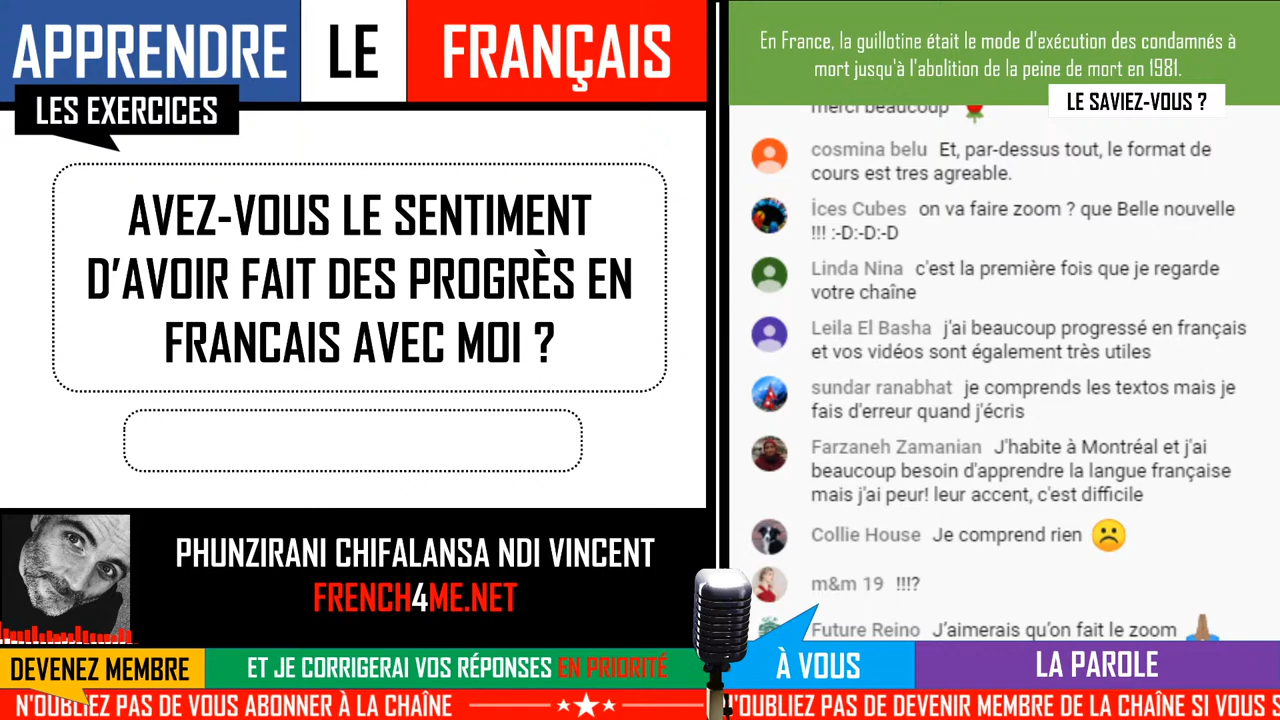 APPRENDRE LE FRANÇAIS
LES EXERCICES
AVEZ-VOUS LE SENTIMENT
D'AVOIR FAIT DES PROGRÈS EN
FRANCAIS AVEC MOI ?
PHUNZIRANI CHIFALANSA NDI VINCENT
FRENCH4ME.NET
DEVENEZ MEMBRE
ET JE CORRIGERAI VOS RÉPONSES EN PRIORITÉ
En France, la guillotine était le mode d'exécution des condamnés à
mort jusqu'à l'abolition de la peine de mort en 1981.
LE SAVIEZ-VOUS ?
merci beaucoup 🌹
cosmina belu Et, par-dessus tout, le format de
cours est tres agreable.
İces Cubes on va faire zoom ? que Belle nouvelle
!!! :-D:-D:-D
Linda Nina c'est la première fois que je regarde
votre chaîne
Leila El Basha j'ai beaucoup progressé en français
et vos vidéos sont également très utiles
sundar ranabhat je comprends les textos mais je
fais d'erreur quand j'écris
Farzaneh Zamanian J'habite à Montréal et j'ai
beaucoup besoin d'apprendre la langue française
mais j'ai peur! leur accent, c'est difficile
Collie House Je comprend rien ☹️
m&m 19 !!!?
Future Reino J'aimerais qu'on fait le zoom 🙏🏽
À VOUS LA PAROLE
N'OUBLIEZ PAS DE VOUS ABONNER À LA CHAÎNE
N'OUBLIEZ PAS DE DEVENIR MEMBRE DE LA CHAÎNE SI VOUS S